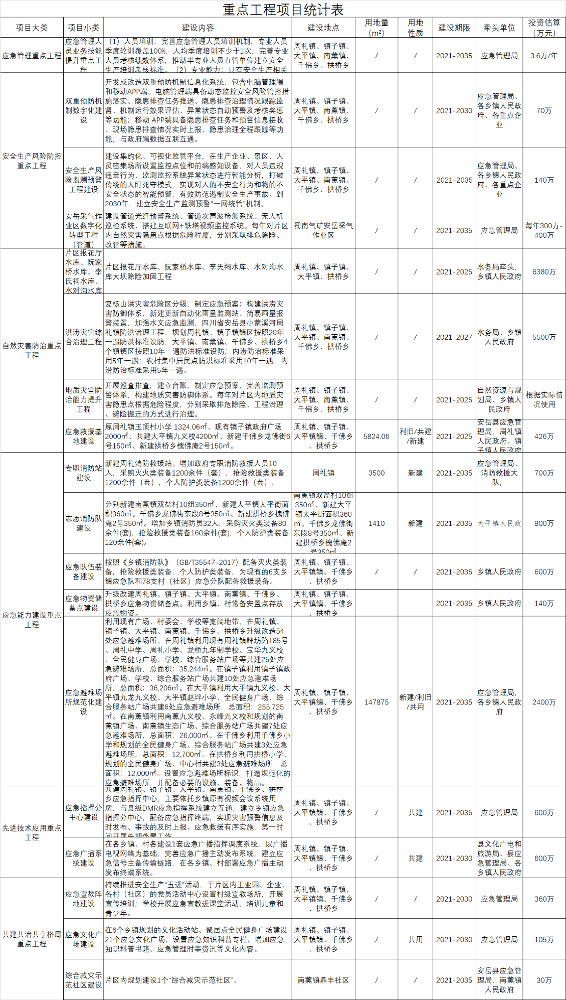 重点工程项目统计表
项目大类
项目小类
建设内容
建设地点
用地量
（m²）
用地
性质
建设期限
牵头单位
投资估算
（万元）
应急管理重点工程
应急管理人
员业务技能
提升重点工
程
（1）人员培训：完善应急管理人员培训机制，专业人员
季度轮训覆盖100%，人均季度培训不少于1次，完善专业
人员考核绩效体系，推动半专业人员直管单位建立安全
生产培训考核标准。（2）专业能力：具有安全生产相关
周礼镇、镇子镇、
大平镇、南薰镇、
千佛乡、拱桥乡
/
/
2021-2035
应急管理局
3.6万/年
安全生产风险防控
重点工程
双重预防机
制数字化建
设
开发或改造双重预防机制信息化系统，包含电脑管理端
和移动APP端。电脑管理端具备动态监控安全风险管控措
施落实、隐患排查任务推送、隐患排查治理情况跟踪监
督、机制运行效果评估、异常状态自动预警及考核奖惩
等功能；移动 APP端具备隐患排查任务和预警信息接收
、现场隐患排查情况实时上报、隐患治理全程跟踪等功
能，与政府端数据互联互通。
周礼镇、镇子镇、
大平镇、南薰镇、
千佛乡、拱桥乡
/
/
2021-2030
应急管理局、
各乡镇人民政
府、各重点企
业
70万
安全生产风
险监测预警
工程建设
建设集约化、可视化监管平台，在生产企业、景区、人
员密集场所设置监控点位和前端感知设备，对人员违规
违章行为、监测监控系统异常状态进行智能分析，打破
传统的人盯死守模式，实现对人的不安全行为和物的不
安全状态的智能预警，有效防范遏制安全生产事故。到
2030年，建立安全生产监测预警“一网统管”机制。
周礼镇、镇子镇、
大平镇、南薰镇、
千佛乡、拱桥乡
/
/
2021-2035
应急管理局、
各乡镇人民政
府、各重点企
业
140万
安岳采气作
业区数字化
转型工程
（管道）
建设管道光纤预警系统、管道次声波检测系统、无人机
巡检系统、搭建互联网+铁塔视频监控系统。每年对片区
内自然灾害隐患点根据危险程度，分别采取排危除险、
改管等措施。
蜀南气矿安岳采气
作业区
/
/
2021-2035
应急管理局
每年300万-
400万
自然灾害防治重点
工程
片区报花厅
水库、阮家
桥水库、李
氏祠水库、
水对沟水库
片区报花厅水库、阮家桥水库、李氏祠水库、水对沟水
库大坝除险加固工程
周礼镇、镇子镇、
大平镇、拱桥乡
/
/
2021-2025
水务局牵头，
乡镇人民政府
6380万
洪涝灾害综
合治理工程
复核山洪灾害危险区分级，制定应急预案；构建洪涝灾
害防御体系，新建更新自动化雨量监测站、简易雨量报
警装置，加强水文应急监测，四川省安岳县小蒙溪河周
礼镇防洪治理工程。规划周礼镇、镇子镇镇区按照20年
一遇防洪标准设防，大平镇、南薰镇、千佛乡、拱桥乡4
个镇镇区按照10年一遇防洪标准设防；内涝防治标准采
用5年一遇；农村集中居民点防洪标准采用10年一遇，内
涝防治标准采用5年一遇。
周礼镇、镇子镇、
大平镇、南薰镇、
千佛乡、拱桥乡
/
/
2021-2027
水务局、乡镇
人民政府
5500万
地质灾害防
治能力提升
工程
开展巡查排查，建立台账，制定应急预案，完善监测预
警体系，构建地质灾害防御体系。每年对片区内地质灾
害隐患点根据危险程度，分别采取排危除险、工程治理
、避险搬迁的方式进行治理。
周礼镇、镇子镇、
大平镇、南薰镇、
千佛乡、拱桥乡
/
/
2021-2025
自然资源与规
划局、乡镇人
民政府
根据实际情
况使用
应急救援基
地建设
原周礼镇玉顶村小学 1324.06㎡、现有镇子镇政府广场
2000㎡、共建大平镇九义校4200㎡、新建千佛乡龙佛街6
号150㎡、新建拱桥乡槐佛庵2号150㎡。
周礼镇、镇子镇、
大平镇镇、千佛乡
、拱桥乡
5824.06
利旧/共建
/新建
2021-2025
安岳县应急管
理局，周礼镇
人民政府、镇
子镇人民政府
426万
应急能力建设重点
工程
专职消防站
建设
新建周礼消防救援站。增加政府专职消防救援人员10
人，采购灭火类装备1200余件（套），抢险救援类装备
1200余件（套），个人防护类装备1200余件（套）。
周礼镇
3500
新建
2021-2035
应急管理局、
消防救援大
队；
700万
志愿消防队
建设
分别新建南薰镇双盐村10组350㎡、新建大平镇太平街面
积360㎡。千佛乡龙佛街东段8号350㎡、新建拱桥乡槐佛
庵2号350㎡。增加乡镇消防员32人，采购灭火类装备80
余件(套)，抢险救援类装备160余件(套)，个人防护类装备
120余件(套)。
南薰镇双盐村10组
350㎡、新建大平
镇太平街面积360
㎡。千佛乡龙佛街
东段8号350㎡、新
建拱桥乡槐佛庵2
号350㎡
1410
新建
2021-2035
大平镇人民政
800万
应急队伍装
备建设
按照《乡镇消防队》（GB/T35547-2017）配备灭火类装
备，抢险救援类装备，个人防护类装备，为现有的6支乡
镇应急队和78支村（社区）应急分队配备救援装备。
周礼镇、镇子镇、
大平镇镇、千佛乡
、拱桥乡
/
/
2021-2035
乡镇人民政府
600万
应急物资储
备点建设
升级改建周礼镇、镇子镇、大平镇、南薰镇、千佛乡、
拱桥乡应急物资储备点。利用乡镇、村常备安置点存放
应急物资。
周礼镇、镇子镇、
大平镇镇、千佛乡
、拱桥乡
2021-2035
乡镇人民政府
140万
应急避难场
所规范化建
设
利用现有广场、村委会、学校等宽阔地带，在周礼镇、
镇子镇、大平镇、南薰镇、千佛乡、拱桥乡升级改造54
处应急避难场所。在周礼镇利用现有周礼镇牌坊路185号
、周礼中学、周礼小学、龙桥九年制学校、宝华九义校
、全民健身广场、学校、综合服务站广场等共建25处应
急避难场所，总面积：35,244㎡。在镇子镇利用镇子镇政
府广场、学校、综合服务站广场共建10处应急避难场
所，总面积：36,206㎡。在大平镇利用大平镇九义校、大
平镇九龙九义校、大平镇赵坪小学、全民健身广场、综
合服务站广场共建6处应急避难场所，总面积：255,725
㎡。在南薰镇利用南薰九义校、永峰九义校和规划的南
薰镇广场、南薰镇生态广场、综合服务站广场共建7处应
急避难场所，总面积：26,000㎡。在千佛乡利用千佛乡小
学和规划的全民健身广场、综合服务站广场共建3处应急
避难场所，总面积：12,700㎡。在拱桥乡利用拱桥小学、
规划的全民健身广场、中心村共建3处应急避难场所，总
面积：12,000㎡。设置应急避难场所标识，打造规范化的
应急避难场所，并配备必要的设施、装备、物品。
周礼镇、镇子镇、
大平镇镇、千佛乡
、拱桥乡
147875
新建/利旧
/共用
2021-2035
应急管理局，
各乡镇人民政
府
2400万
先进技术应用重点
工程
应急指挥分
中心建设
共建周礼镇、镇子镇、大平镇、南薰镇、千佛乡、拱桥
乡应急指挥中心，主要依托乡镇原有视频会议系统用
房，与县级DMR应急指挥系统建立互通，建立乡镇应急
指挥分中心，配备应急指挥终端，实现灾害预警信息及
时发布、事故的及时上报、应急救援有序实施，第一时
间开展先期处置工作
周礼镇、镇子镇、
大平镇镇、千佛乡
、拱桥乡
/
共建
2021-2035
应急管理局
600万
应急广播系
统建设
在各乡镇、村各建设1套应急广播指挥调度系统，以广播
电视网络为基础，完善应急广播主动发布系统，建立应
急信号主备传输链路，在各乡镇、村部署应急广播主动
发布终端系统。
周礼镇、镇子镇、
大平镇镇、千佛乡
、拱桥乡
/
共建
2021-2030
县文化广电和
旅游局、县应
急管理局、各
乡镇人民政府
600万
共建共治共享格局
重点工程
应急宣教阵
地建设
持续推进安全生产“五进”活动，于片区内工业园、企业、
各村（社区）的党员活动中心设置村级宣教场所，开展
宣传培训；学校开展应急宣教进课堂活动，培训儿童和
青少年。
周礼镇、镇子镇、
大平镇镇、千佛乡
、拱桥乡
/
/
2021-2030
应急管理局
360万
应急文化广
场建设
在6个乡镇规划的文化活动站、聚居点全民健身广场建设
21个应急文化广场，设置应急知识科普专栏，增加应急
知识科普书籍、应急管理时事资讯等文化内容。
周礼镇、镇子镇、
大平镇镇、千佛乡
、拱桥乡
/
共用
2021-2030
应急管理局
105万
综合减灾示
范社区建设
片区内规划建设1个“综合减灾示范社区”。
南薰镇鼎丰社区
/
/
2021-2035
安岳县应急管
理局，南薰镇
人民政府
30万